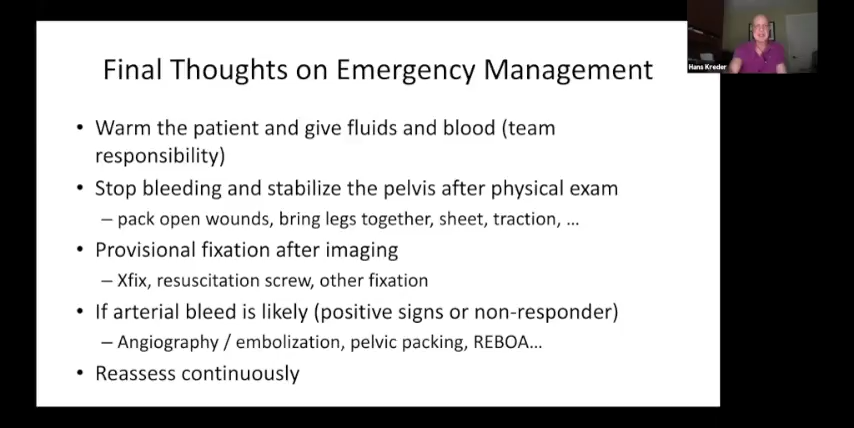 Final Thoughts on Emergency Management
• Warm the patient and give fluids and blood (team
responsibility)
• Stop bleeding and stabilize the pelvis after physical exam
– pack open wounds, bring legs together, sheet, traction, ...
• Provisional fixation after imaging
– Xfix, resuscitation screw, other fixation
• If arterial bleed is likely (positive signs or non-responder)
– Angiography / embolization, pelvic packing, REBOA...
• Reassess continuously
Hans Kreder